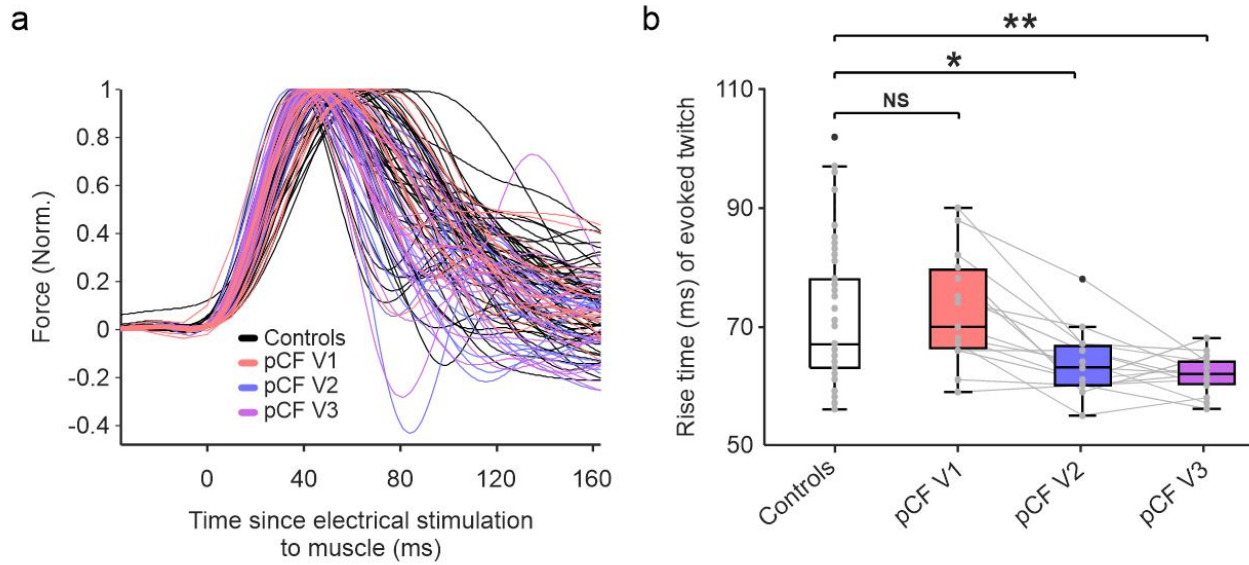 a
Force (Norm.)
1
0.8
0.6
0.4
0.2
0
-0.2
-0.4
Controls
pCF V1
pCF V2
pCF V3
0 40 80 120 160
Time since electrical stimulation
to muscle (ms)
b
**
*
NS
Rise time (ms) of evoked twitch
110
90
70
50
Controls
pCF V1
pCF V2
pCF V3